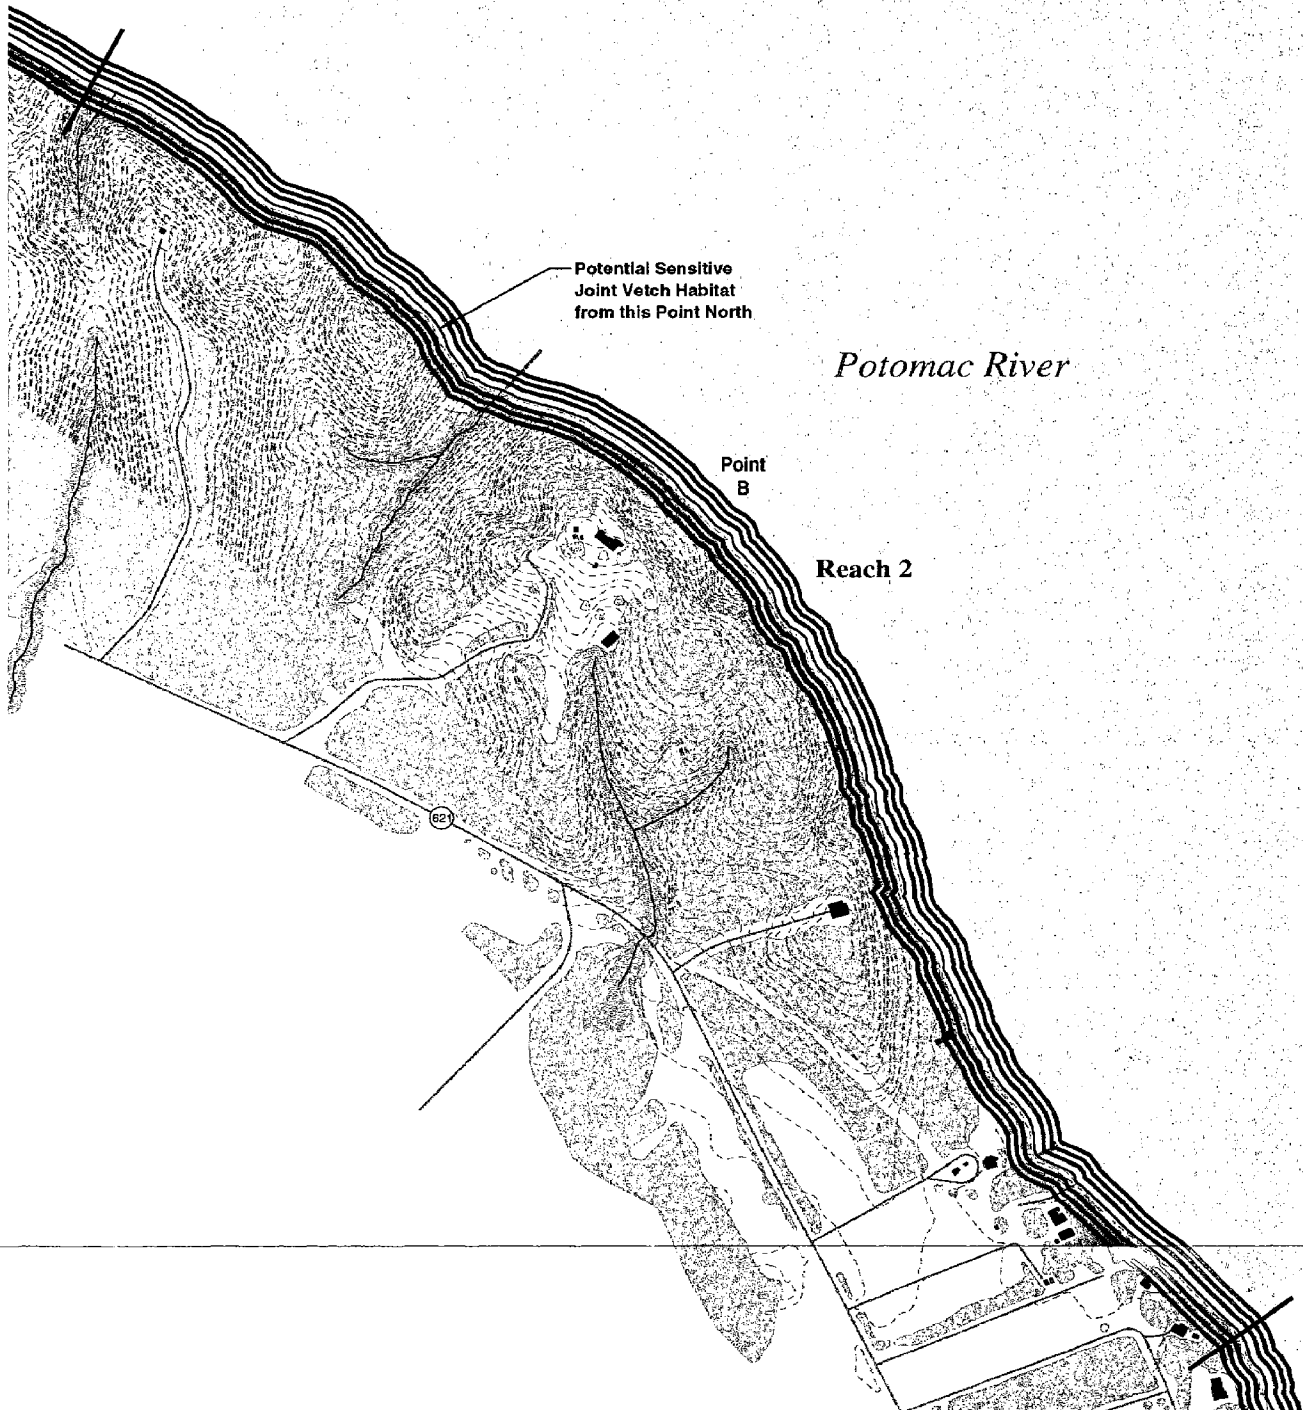 Potential Sensitive
Joint Vetch Habitat
from this Point North
Potomac River
Point
B
Reach 2
621